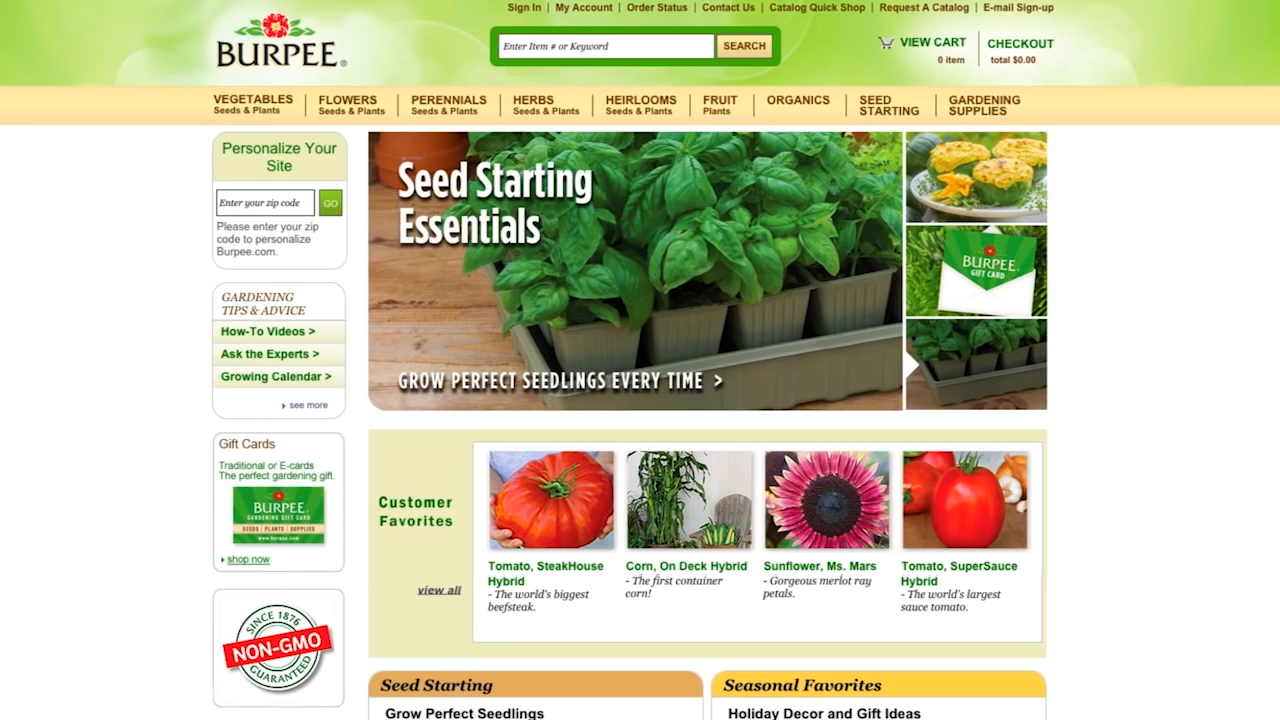 Sign In | My Account | Order Status | Contact Us | Catalog Quick Shop | Request A Catalog | E-mail Sign-up
BURPEE®
Enter Item # or Keyword
SEARCH
VIEW CART
0 item
CHECKOUT
total $0.00
VEGETABLES
Seeds & Plants
FLOWERS
Seeds & Plants
PERENNIALS
Seeds & Plants
HERBS
Seeds & Plants
HEIRLOOMS
Seeds & Plants
FRUIT
Plants
ORGANICS
SEED
STARTING
GARDENING
SUPPLIES
Personalize Your
Site
Enter your zip code
GO
Please enter your zip
code to personalize
Burpee.com.
GARDENING
TIPS & ADVICE
How-To Videos >
Ask the Experts >
Growing Calendar >
see more
Gift Cards
Traditional or E-cards
The perfect gardening gift.
BURPEE
GARDENING GIFT CARD
SEEDS | PLANTS | SUPPLIES
www.burpee.com
shop now
SINCE 1876
NON-GMO
GUARANTEED
Seed Starting
Essentials
GROW PERFECT SEEDLINGS EVERY TIME >
BURPEE
GIFT CARD
Customer
Favorites
view all
Tomato, SteakHouse
Hybrid
- The world's biggest
beefsteak.
Corn, On Deck Hybrid
- The first container
corn!
Sunflower, Ms. Mars
- Gorgeous merlot ray
petals.
Tomato, SuperSauce
Hybrid
- The world's largest
sauce tomato.
Seed Starting
Grow Perfect Seedlings
Seasonal Favorites
Holiday Decor and Gift Ideas